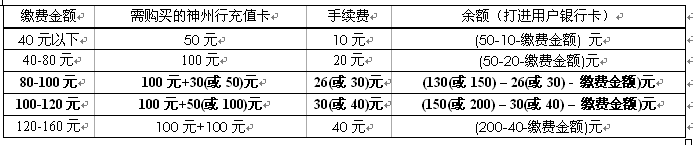 缴费金额 需购买的神州行充值卡 手续费 余额（打进用户银行卡）
40 元以下 50 元 10 元 (50-10-缴费金额) 元
40-80 元 100 元 20 元 (50-20-缴费金额)元
80-100 元 100 元+30(或 50)元 26(或 30)元 (130(或 150) – 26(或 30) - 缴费金额)元
100-120 元 100 元+50(或 100)元 30(或 40)元 (150(或 200) – 30(或 40) – 缴费金额)元
120-160 元 100 元+100 元 40 元 (200-40-缴费金额)元